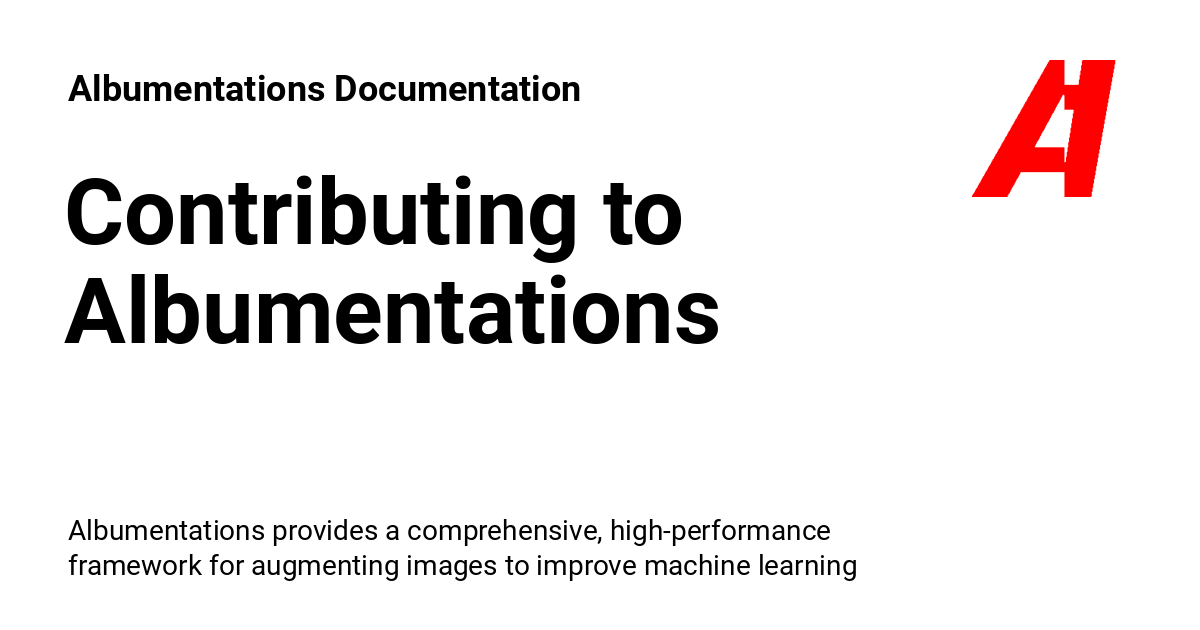 Albumentations Documentation
Contributing to
Albumentations
Albumentations provides a comprehensive, high-performance
framework for augmenting images to improve machine learning